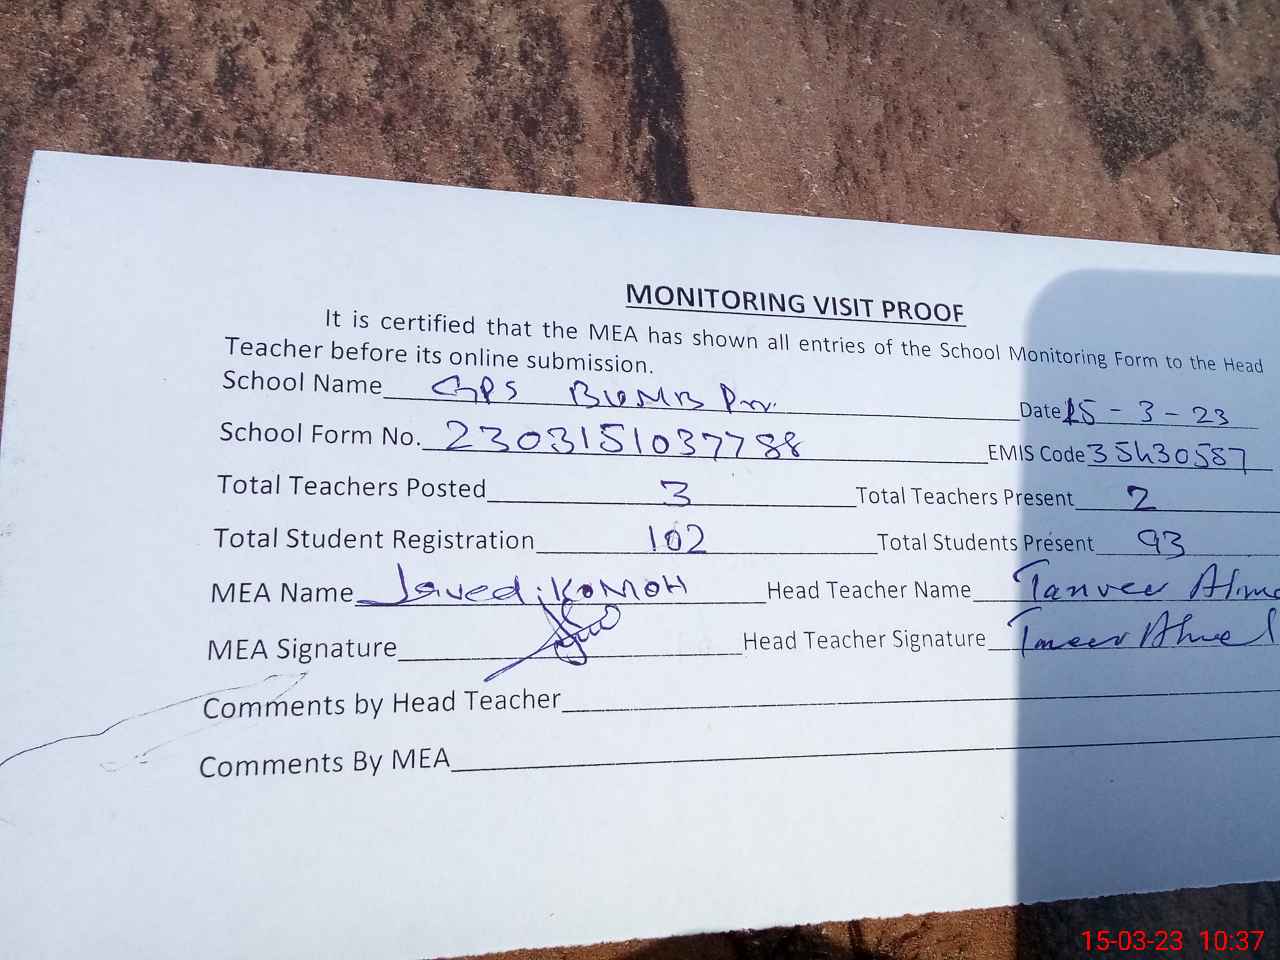 MONITORING VISIT PROOF
It is certified that the MEA has shown all entries of the School Monitoring Form to the Head
Teacher before its online submission.
School Name GPS Date 15-3-23
School Form No. 2303151037788 EMIS Code 35430587
Total Teachers Posted 3 Total Teachers Present 2
Total Student Registration 102 Total Students Present 93
MEA Name Javed Head Teacher Name Tanveer Ahme
MEA Signature Head Teacher Signature Tanveer Ahmed
Comments by Head Teacher
Comments By MEA
15-03-23 10:37